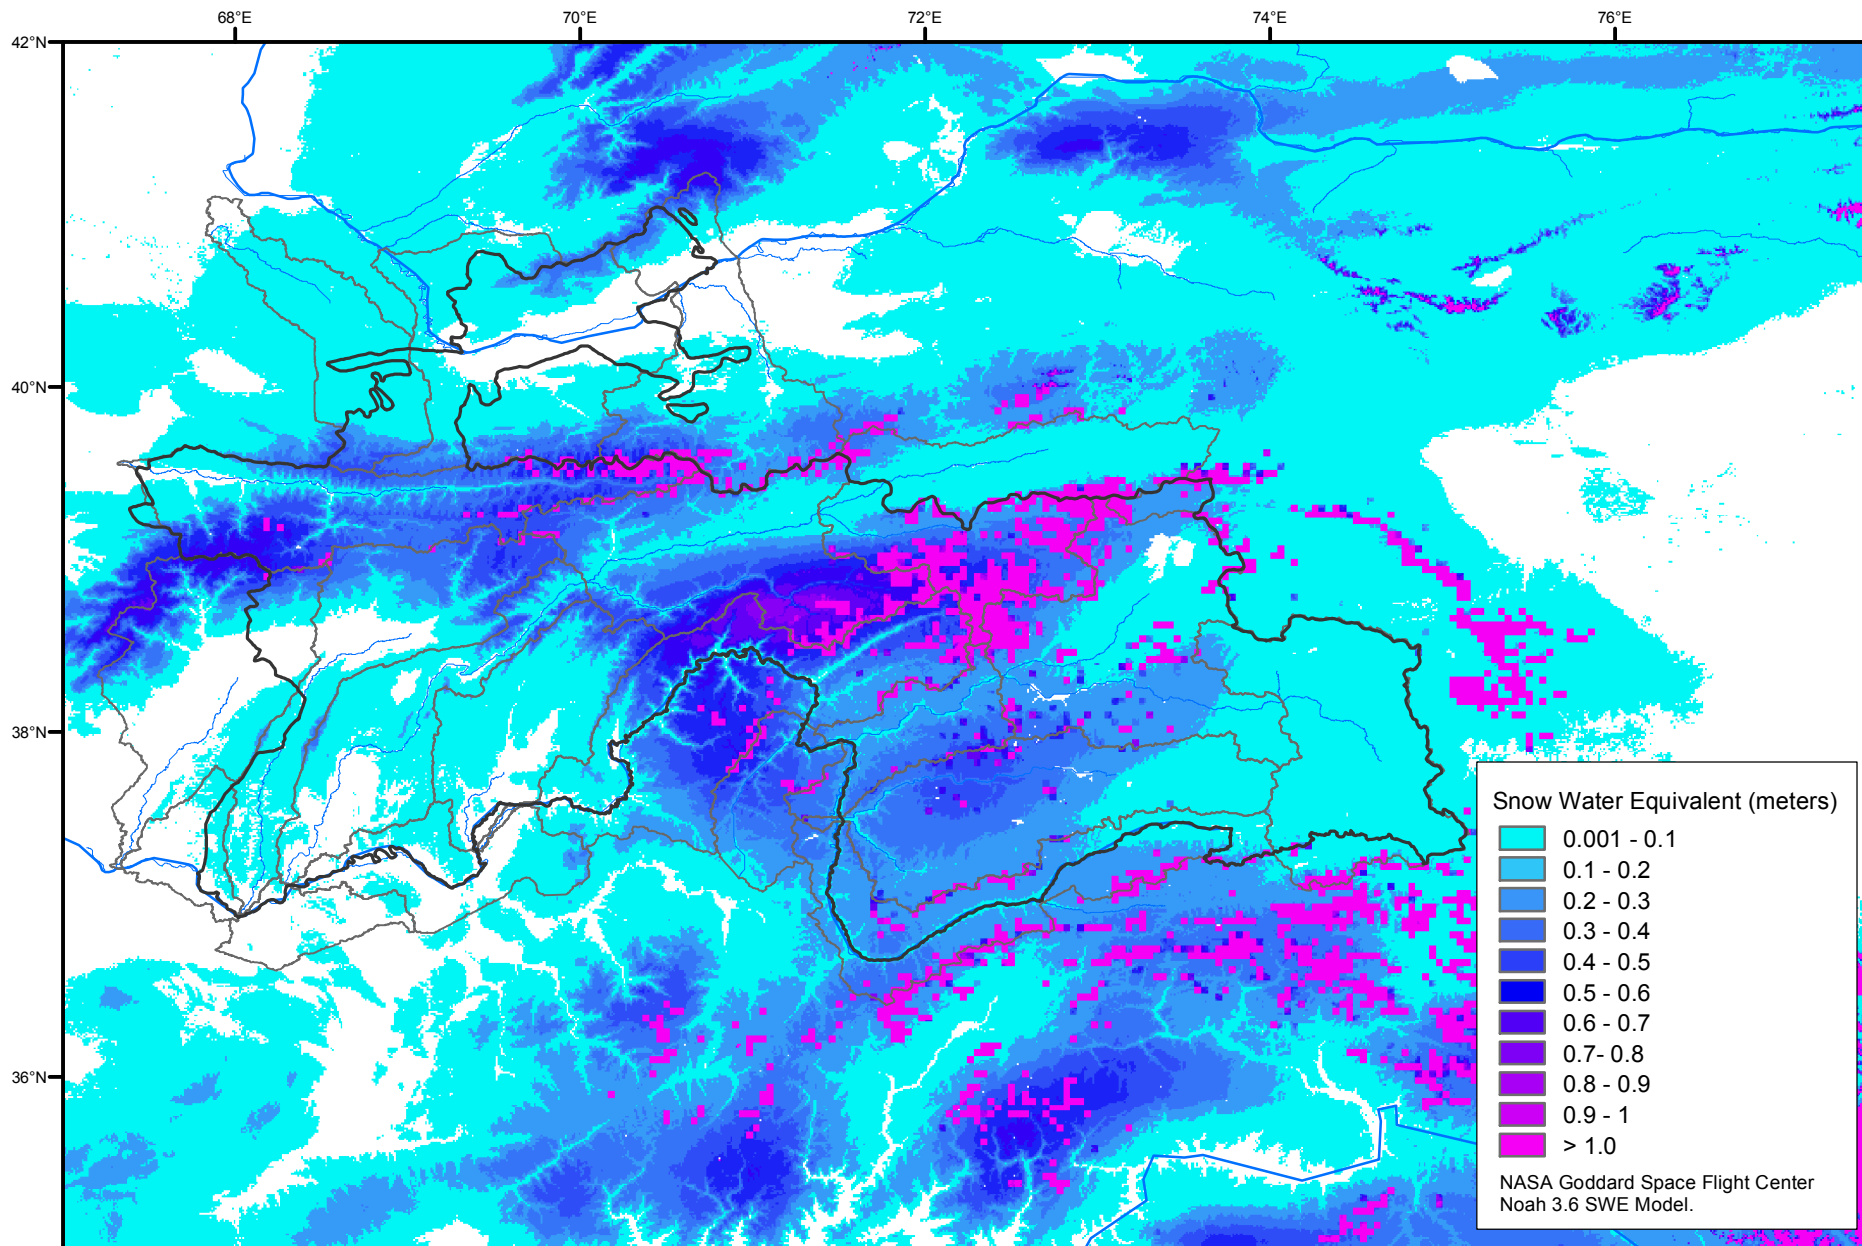 68°E 70°E 72°E 74°E 76°E
42°N
40°N
38°N
36°N
Snow Water Equivalent (meters)
0.001 - 0.1
0.1 - 0.2
0.2 - 0.3
0.3 - 0.4
0.4 - 0.5
0.5 - 0.6
0.6 - 0.7
0.7- 0.8
0.8 - 0.9
0.9 - 1
> 1.0
NASA Goddard Space Flight Center
Noah 3.6 SWE Model.